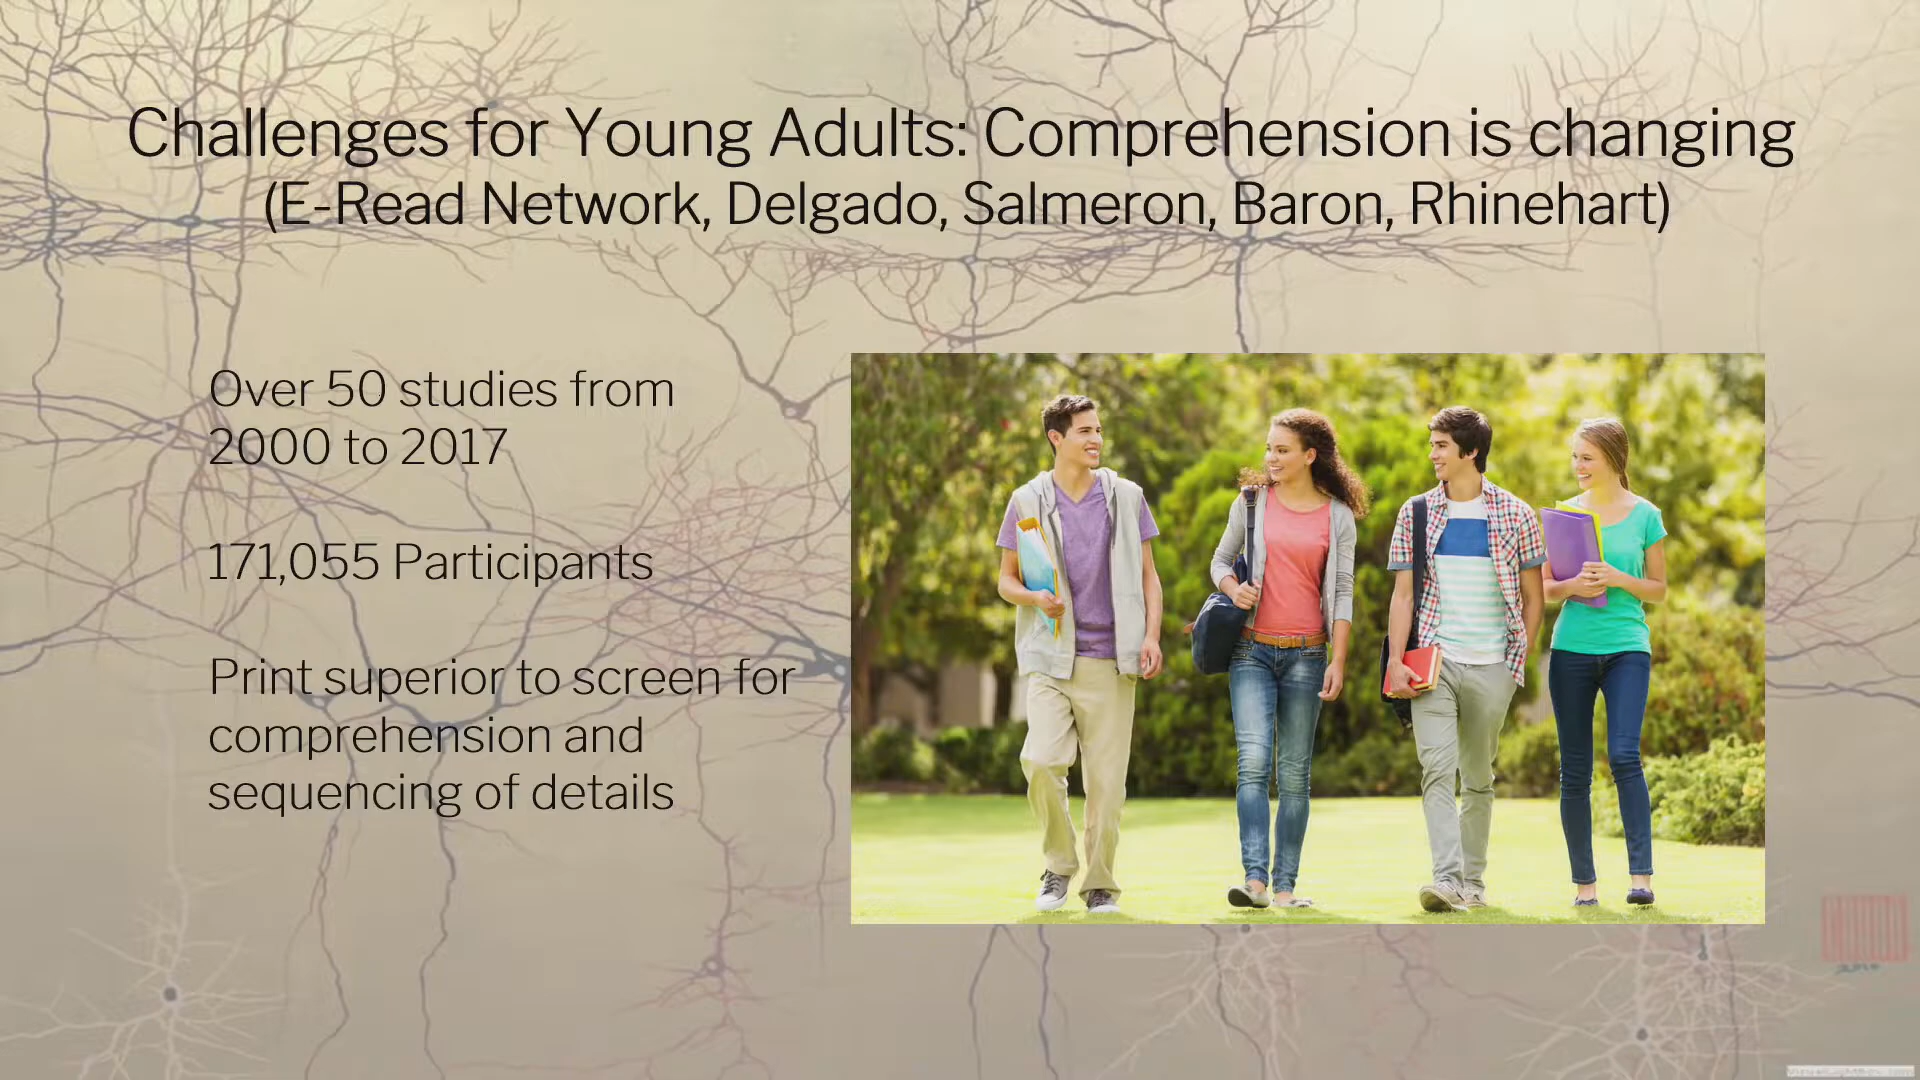 Challenges for Young Adults: Comprehension is changing
(E-Read Network, Delgado, Salmeron, Baron, Rhinehart)
Over 50 studies from
2000 to 2017
171,055 Participants
Print superior to screen for
comprehension and
sequencing of details